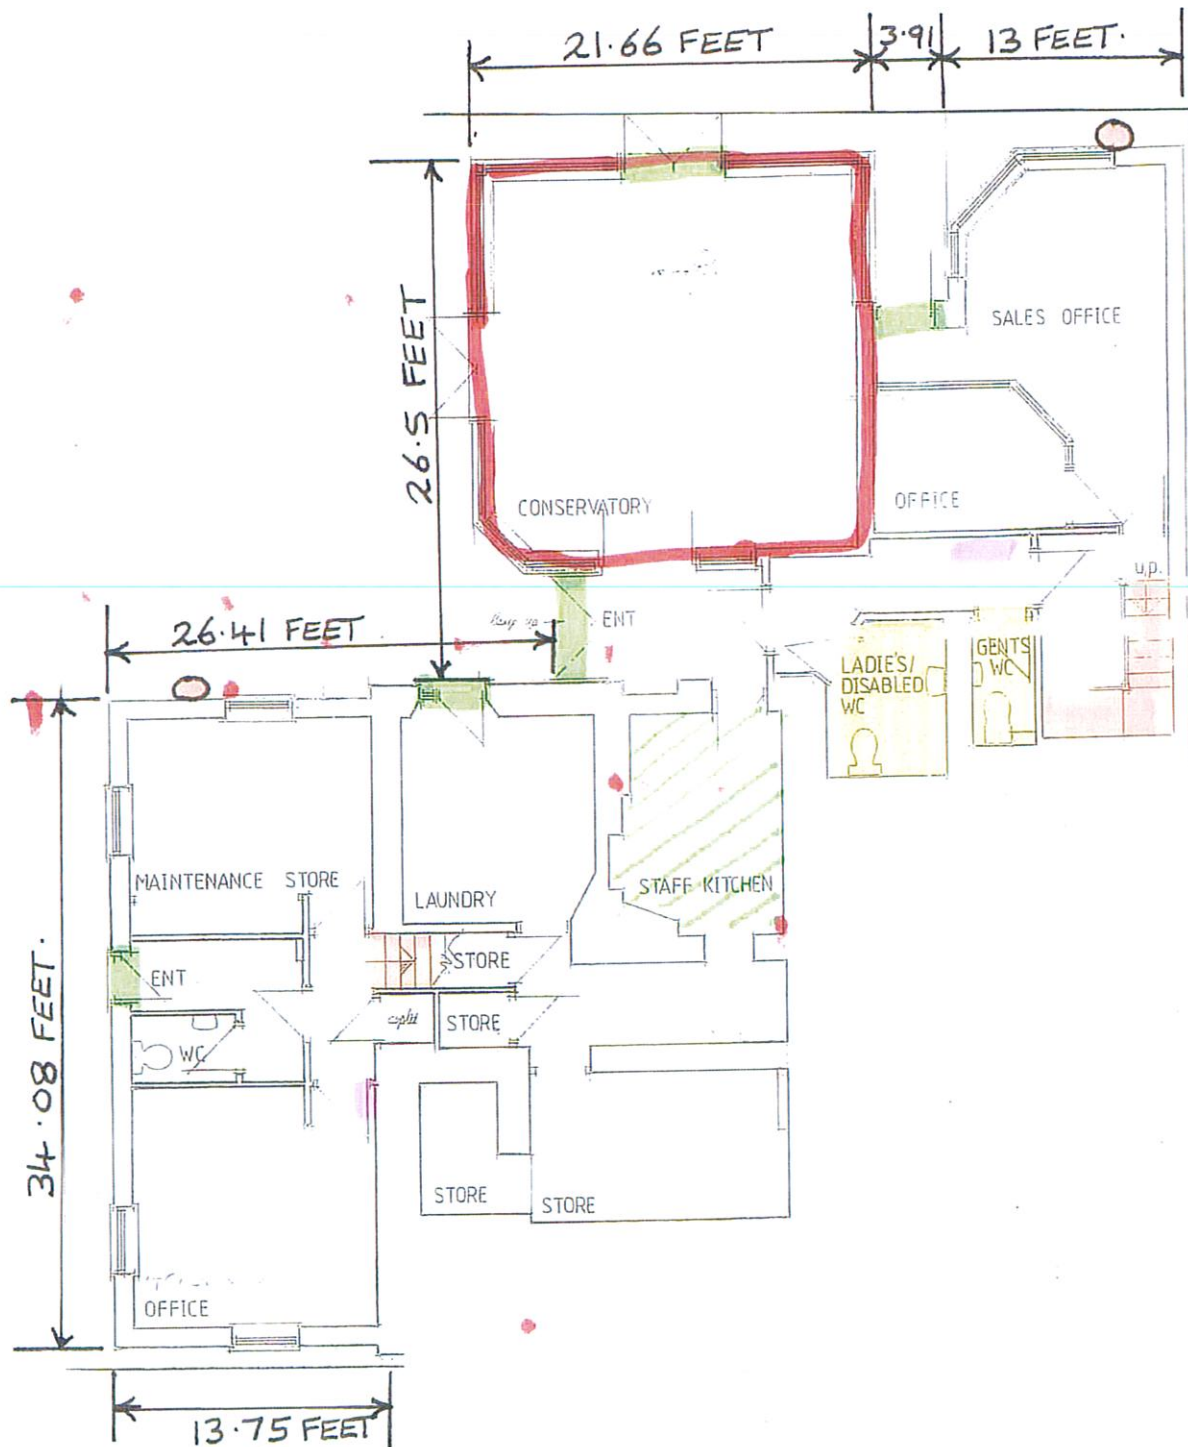 21.66 FEET
3.91
13 FEET.
26.5 FEET
SALES OFFICE
CONSERVATORY
OFFICE
up.
26.41 FEET
ENT
LADIE'S/
DISABLED
WC
GENTS
WC
MAINTENANCE STORE
LAUNDRY
STAFF KITCHEN
34.08 FEET.
ENT
STORE
WC
STORE
STORE
STORE
OFFICE
13.75 FEET